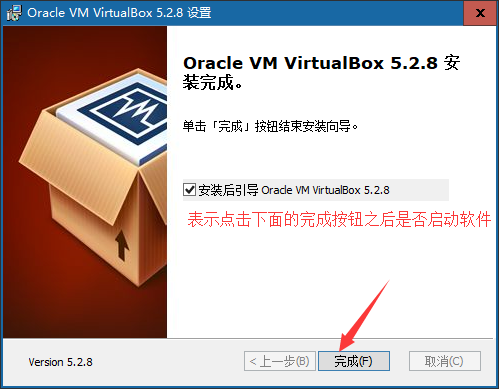 Oracle VM VirtualBox 5.2.8 设置
Oracle VM VirtualBox 5.2.8 安
装完成。
单击「完成」按钮结束安装向导。
安装后引导 Oracle VM VirtualBox 5.2.8
表示点击下面的完成按钮之后是否启动软件
Version 5.2.8
< 上一步(B)
完成(F)
取消(C)